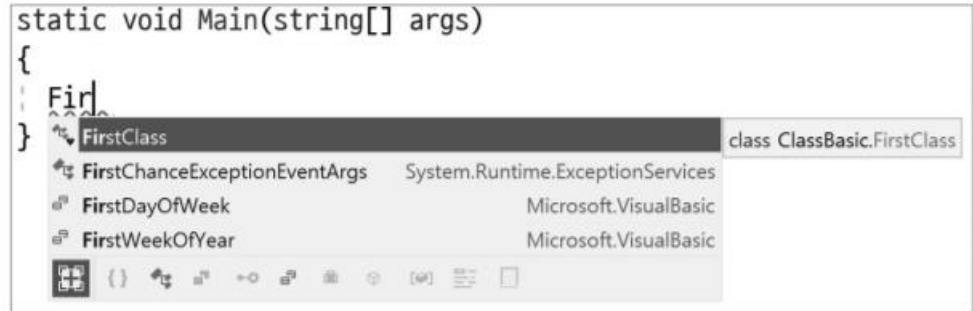 static void Main(string[] args)
{
Fir
}
FirstClass
class ClassBasic.FirstClass
FirstChanceExceptionEventArgs System.Runtime.ExceptionServices
FirstDayOfWeek Microsoft.VisualBasic
FirstWeekOfYear Microsoft.VisualBasic